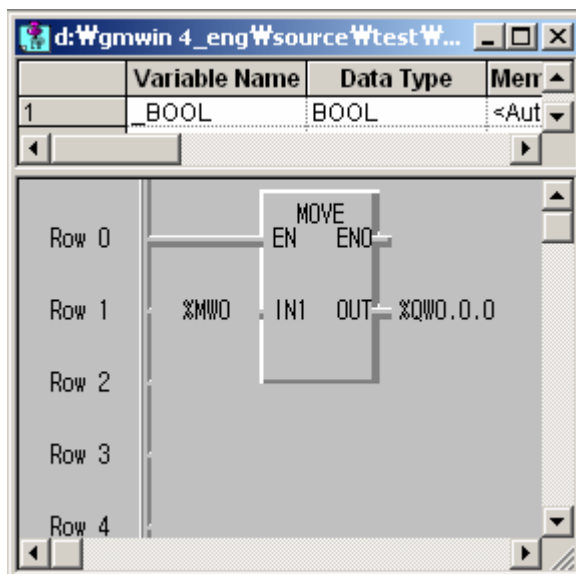 d:₩gmwin 4_eng₩source₩test₩...
Variable Name Data Type Mem
1 _BOOL BOOL <Aut
MOVE
Row 0 EN ENO
Row 1 %MW0 IN1 OUT %QW0.0.0
Row 2
Row 3
Row 4